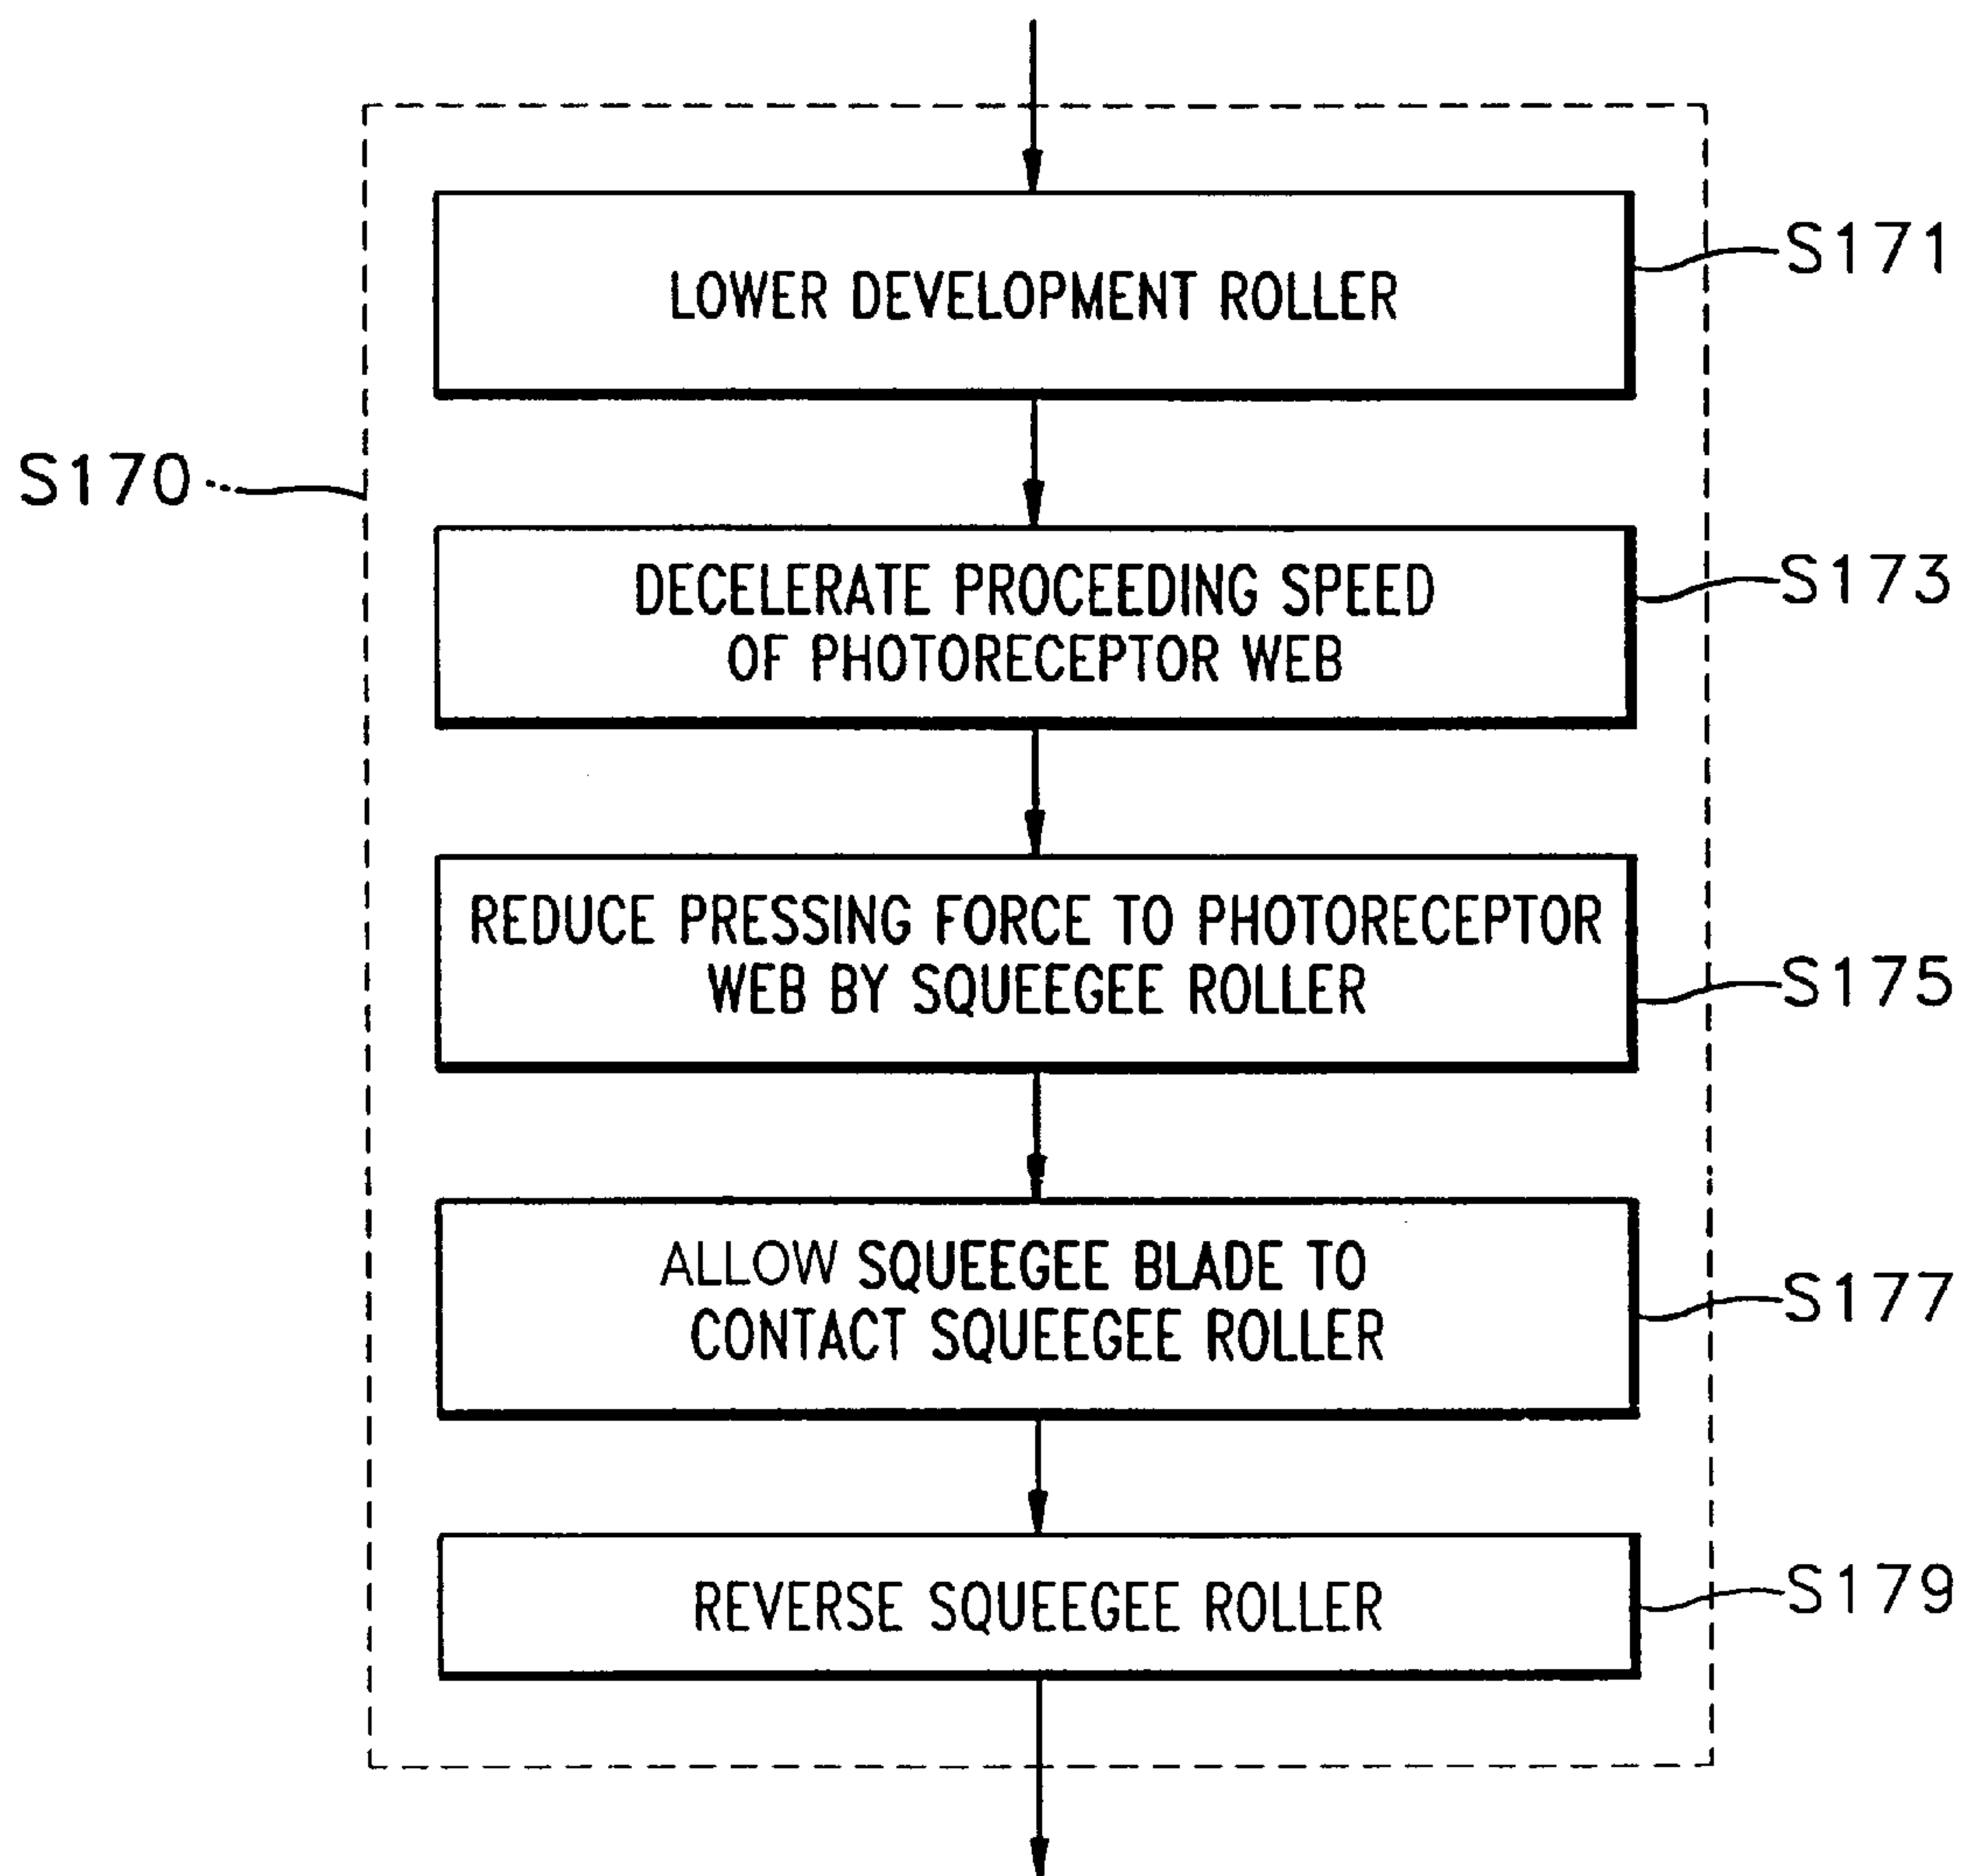 S171
LOWER DEVELOPMENT ROLLER
S170
S173
DECELERATE PROCEEDING SPEED
OF PHOTORECEPTOR WEB
REDUCE PRESSING FORCE TO PHOTORECEPTOR
WEB BY SQUEEGEE ROLLER
S175
ALLOW SQUEEGEE BLADE TO
CONTACT SQUEEGEE ROLLER
S177
REVERSE SQUEEGEE ROLLER
S179